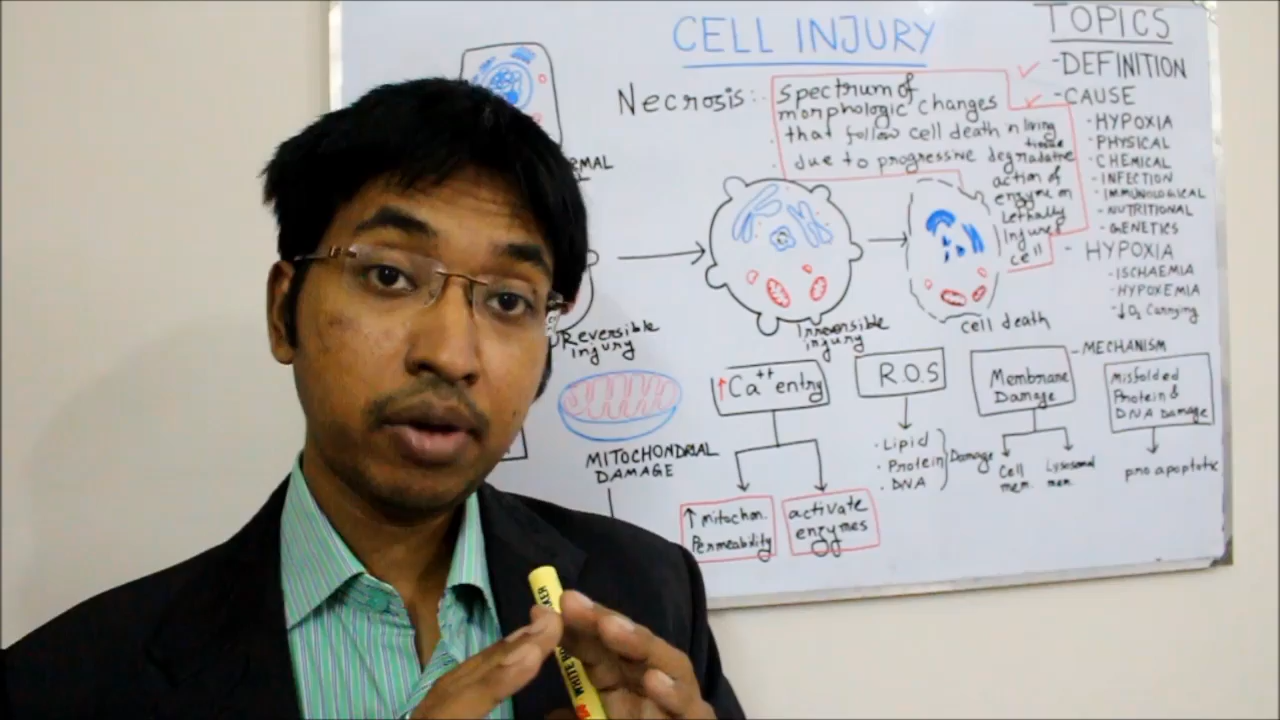 CELL INJURY
Necrosis:-
Spectrum of
morphologic changes
that follow cell death n living
tissue
due to progressive degradative
action of
enzyme on
Lethally
Injured
cell
RMAL
Reversible
injury
Irreversible
injury
cell death
MITOCHONDRIAL
DAMAGE
↑Ca++ entry
↑ mitochon.
Permeability
activate
enzymes
R.O.S
· Lipid
· Protein
· DNA
Damage
Membrane
Damage
Cell
mem.
Lysosomal
mem
Misfolded
Protein &
DNA Damage
pro apoptotic
TOPICS
-DEFINITION
-CAUSE
- HYPOXIA
- PHYSICAL
- CHEMICAL
- INFECTION
- IMMUNOLOGICAL
- NUTRITIONAL
- GENETICS
- HYPOXIA
- ISCHAEMIA
- HYPOXEMIA
- ↓O2 Carrying
-MECHANISM
KER
WHITE